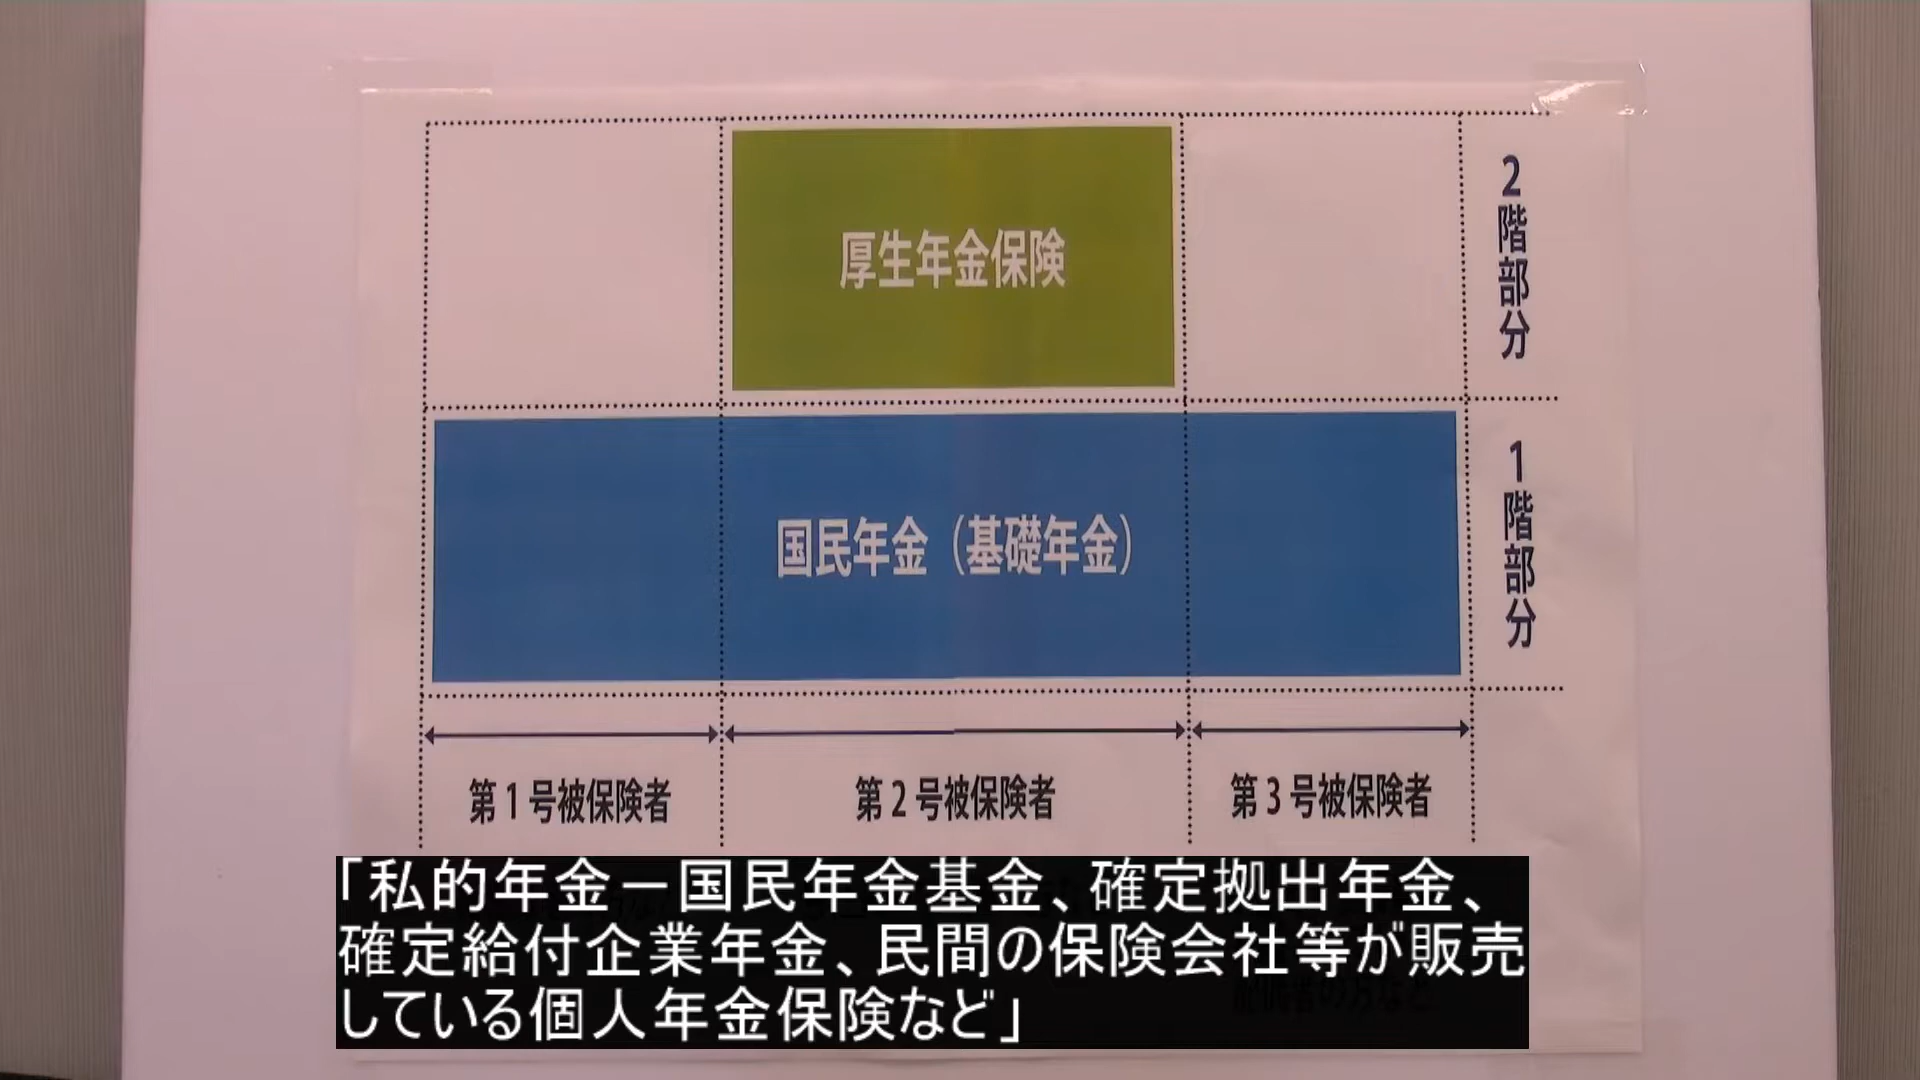 厚生年金保険
2階部分
国民年金（基礎年金）
1階部分
第1号被保険者
第2号被保険者
第3号被保険者
「私的年金－国民年金基金、確定拠出年金、
確定給付企業年金、民間の保険会社等が販売
している個人年金保険など」